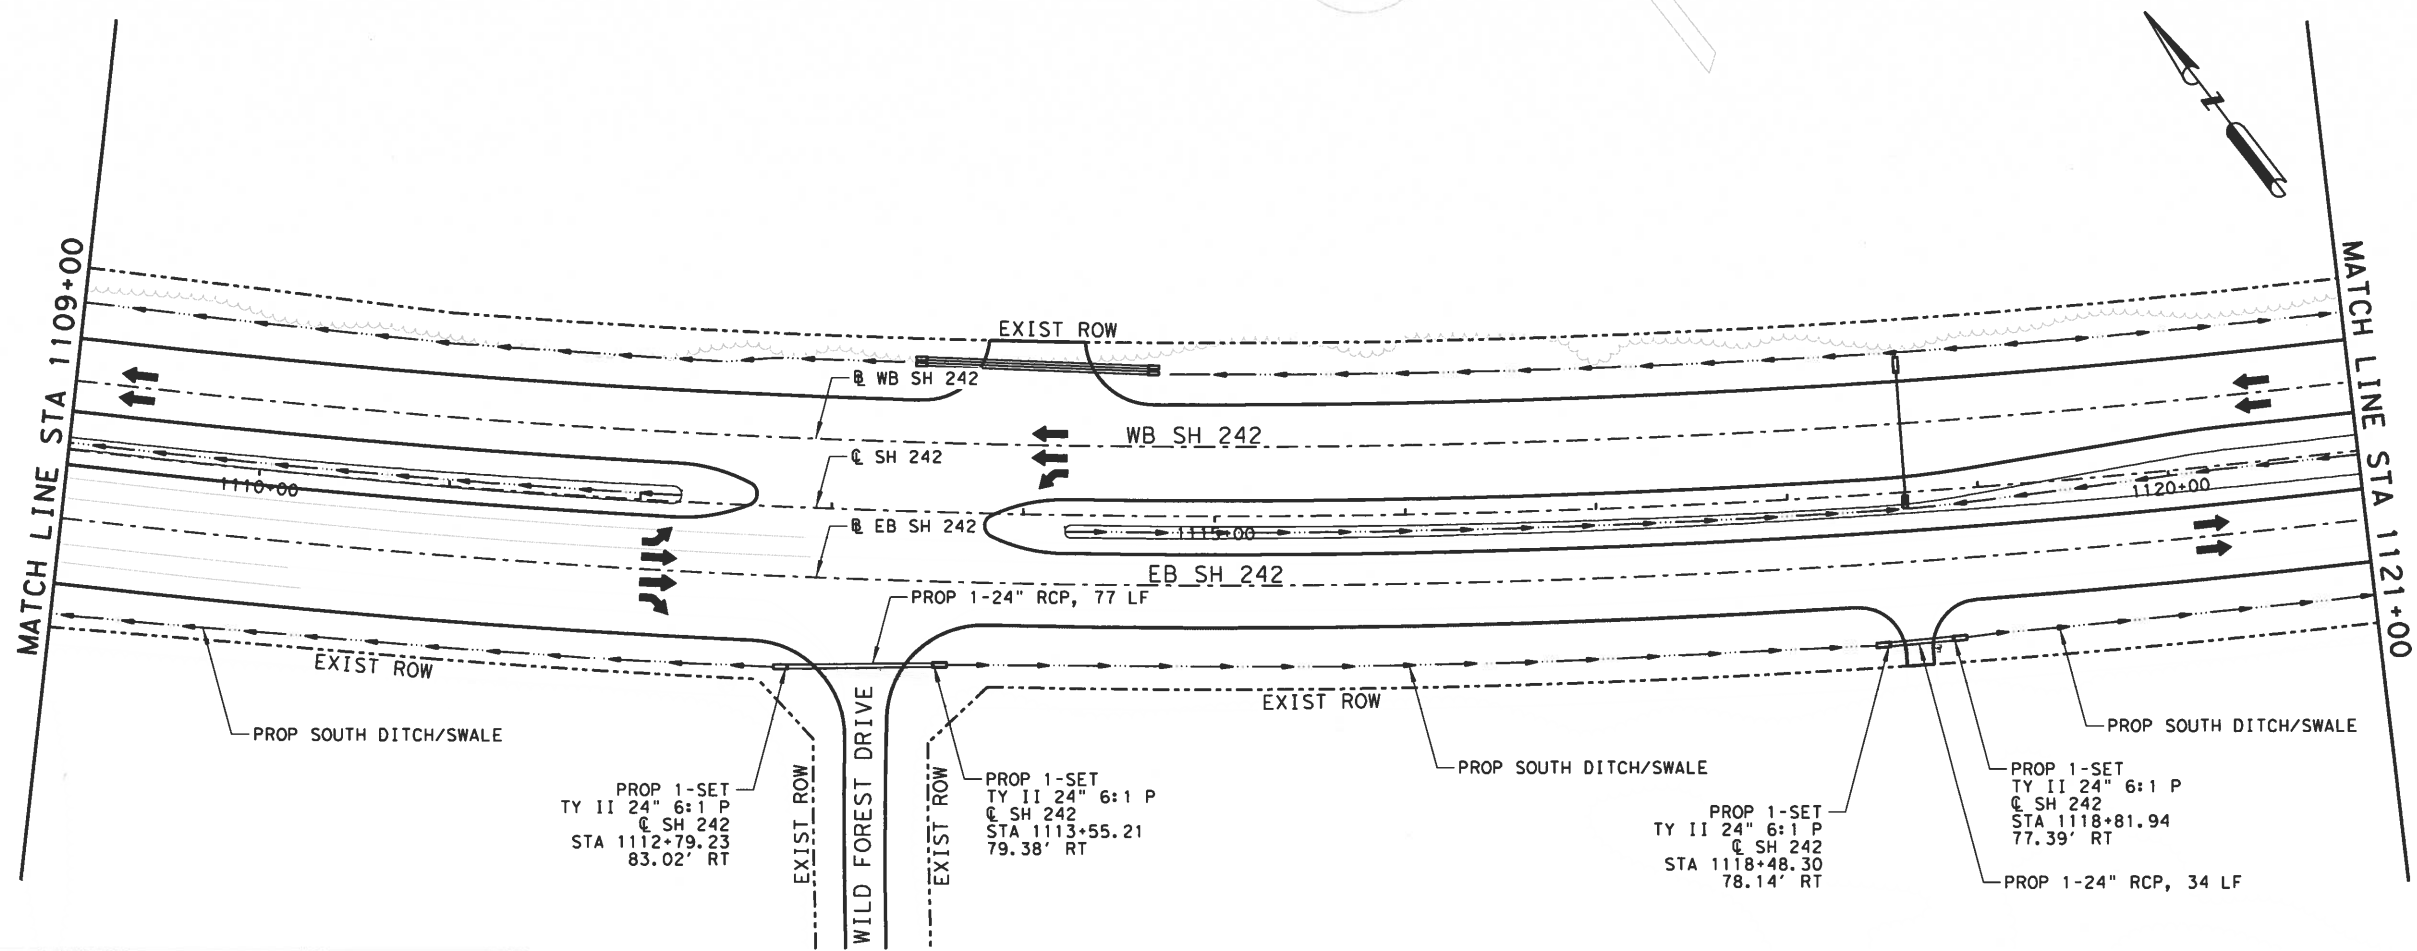 MATCH LINE STA 1109+00
MATCH LINE STA 1121+00
N
EXIST ROW
℄ WB SH 242
WB SH 242
℄ SH 242
1110+00
1115+00
1120+00
℄ EB SH 242
EB SH 242
PROP 1-24" RCP, 77 LF
EXIST ROW
EXIST ROW
PROP SOUTH DITCH/SWALE
PROP SOUTH DITCH/SWALE
PROP SOUTH DITCH/SWALE
PROP 1-SET
TY II 24" 6:1 P
℄ SH 242
STA 1112+79.23
83.02' RT
EXIST ROW
WILD FOREST DRIVE
EXIST ROW
PROP 1-SET
TY II 24" 6:1 P
℄ SH 242
STA 1113+55.21
79.38' RT
PROP 1-SET
TY II 24" 6:1 P
℄ SH 242
STA 1118+48.30
78.14' RT
PROP 1-SET
TY II 24" 6:1 P
℄ SH 242
STA 1118+81.94
77.39' RT
PROP 1-24" RCP, 34 LF